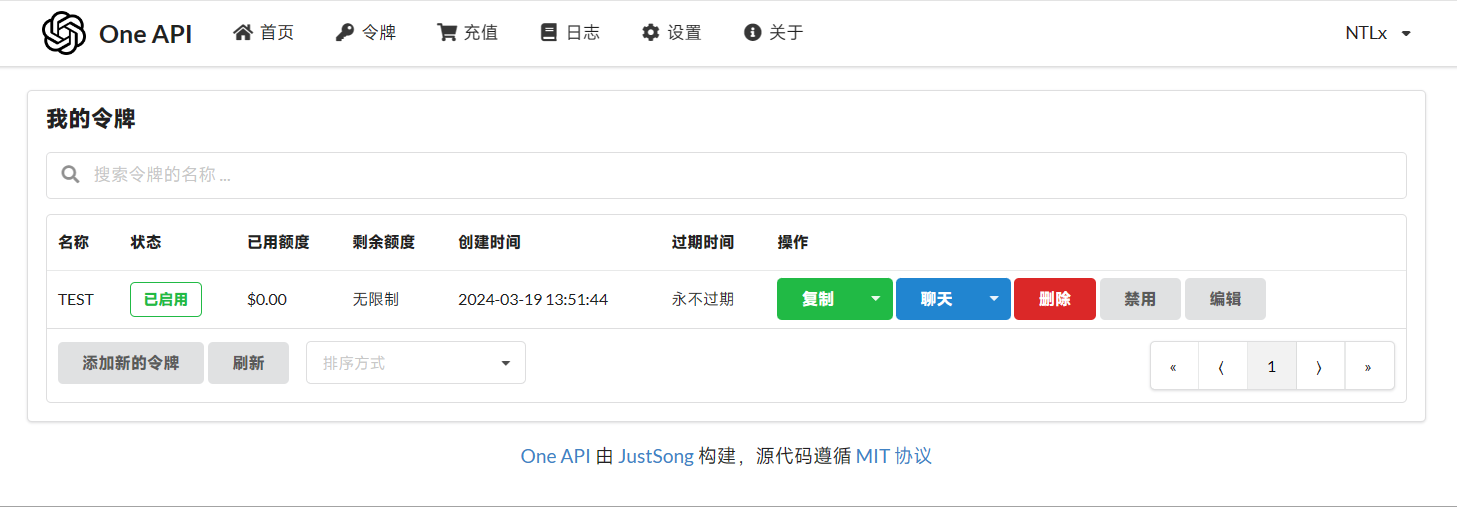 One API 首页 令牌 充值 日志 设置 关于 NTLx
我的令牌
搜索令牌的名称 ...
名称 状态 已用额度 剩余额度 创建时间 过期时间 操作
TEST 已启用 $0.00 无限制 2024-03-19 13:51:44 永不过期 复制 聊天 删除 禁用 编辑
添加新的令牌 刷新 排序方式 « ⟨ 1 ⟩ »
One API 由 JustSong 构建，源代码遵循 MIT 协议